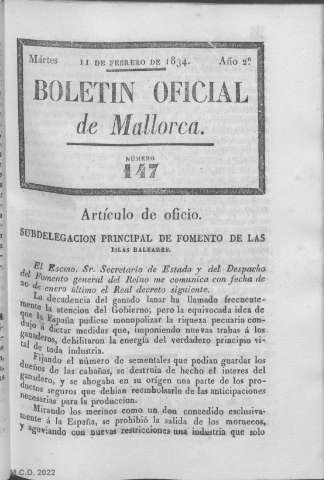 Mártes 11 DE FEBRERO DE 1834. Año 2º
BOLETIN OFICIAL
de Mallorca.
NÚMERO
147
Artículo de oficio.
SUBDELEGACION PRINCIPAL DE FOMENTO DE LAS
ISLAS BALEARES.
El Escmo. Sr. Secretario de Estado y del Despacho
del Fomento general del Reino me comunica con fecha de
20 de enero último el Real decreto siguiente.
La decadencia del ganado lanar ha llamado frecuente-
mente la atencion del Gobierno; pero la equivocada idea de
que la España pudiese monopolizar la riqueza pecuaria con-
dujo á dictar medidas que, imponiendo nuevas trabas á los
ganaderos, debilitaron la energía del verdadero principio vi-
tal de toda industria.
Fijando el número de sementales que podian guardar los
dueños de las cabañas, se destruia de hecho el interes del
ganadero, y se ahogaba en su origen una parte de los pro-
ductos seguros que debian reembolsarle de las anticipaciones
necesarias para la produccion.
Mirando los merinos como un don concedido esclusiva-
mente á la España, se prohibió la salida de los moruecos,
y agoviando con nuevas restricciones una industria que solo
M.C.D. 2022